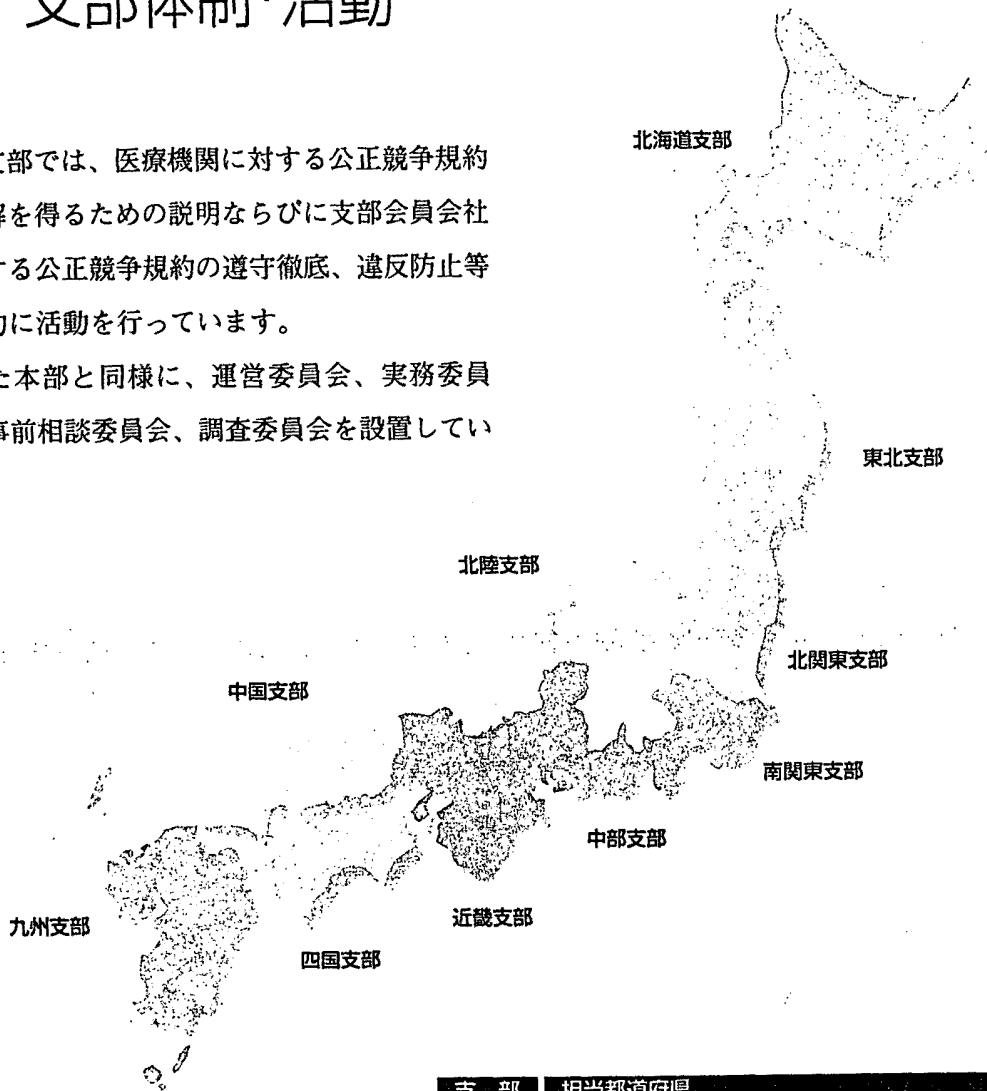 支部体制・活動
支部では、医療機関に対する公正競争規約
解を得るための説明ならびに支部会員会社
する公正競争規約の遵守徹底、違反防止等
力に活動を行っています。
た本部と同様に、運営委員会、実務委員
事前相談委員会、調査委員会を設置してい
北海道支部
東北支部
北陸支部
北関東支部
中国支部
南関東支部
中部支部
近畿支部
九州支部
四国支部
支 部 担当都道府県